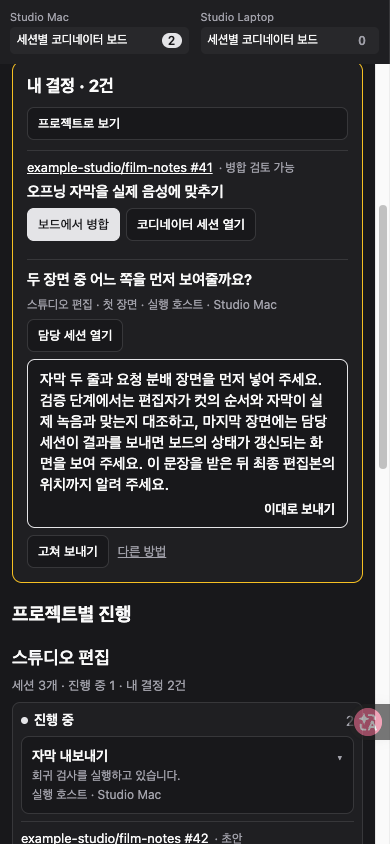 Studio Mac
세션별 코디네이터 보드 2
Studio Laptop
세션별 코디네이터 보드 0
내 결정 · 2건
프로젝트로 보기
example-studio/film-notes #41 · 병합 검토 가능
오프닝 자막을 실제 음성에 맞추기
보드에서 병합
코디네이터 세션 열기
두 장면 중 어느 쪽을 먼저 보여줄까요?
스튜디오 편집 · 첫 장면 · 실행 호스트 · Studio Mac
담당 세션 열기
자막 두 줄과 요청 분배 장면을 먼저 넣어 주세요.
검증 단계에서는 편집자가 컷의 순서와 자막이 실
제 녹음과 맞는지 대조하고, 마지막 장면에는 담당
세션이 결과를 보내면 보드의 상태가 갱신되는 화
면을 보여 주세요. 이 문장을 받은 뒤 최종 편집본의
위치까지 알려 주세요.
이대로 보내기
고쳐 보내기
다른 방법
프로젝트별 진행
스튜디오 편집
세션 3개 · 진행 중 1 · 내 결정 2건
진행 중 2
자막 내보내기
회귀 검사를 실행하고 있습니다.
실행 호스트 · Studio Mac
example-studio/film-notes #42 · 초안